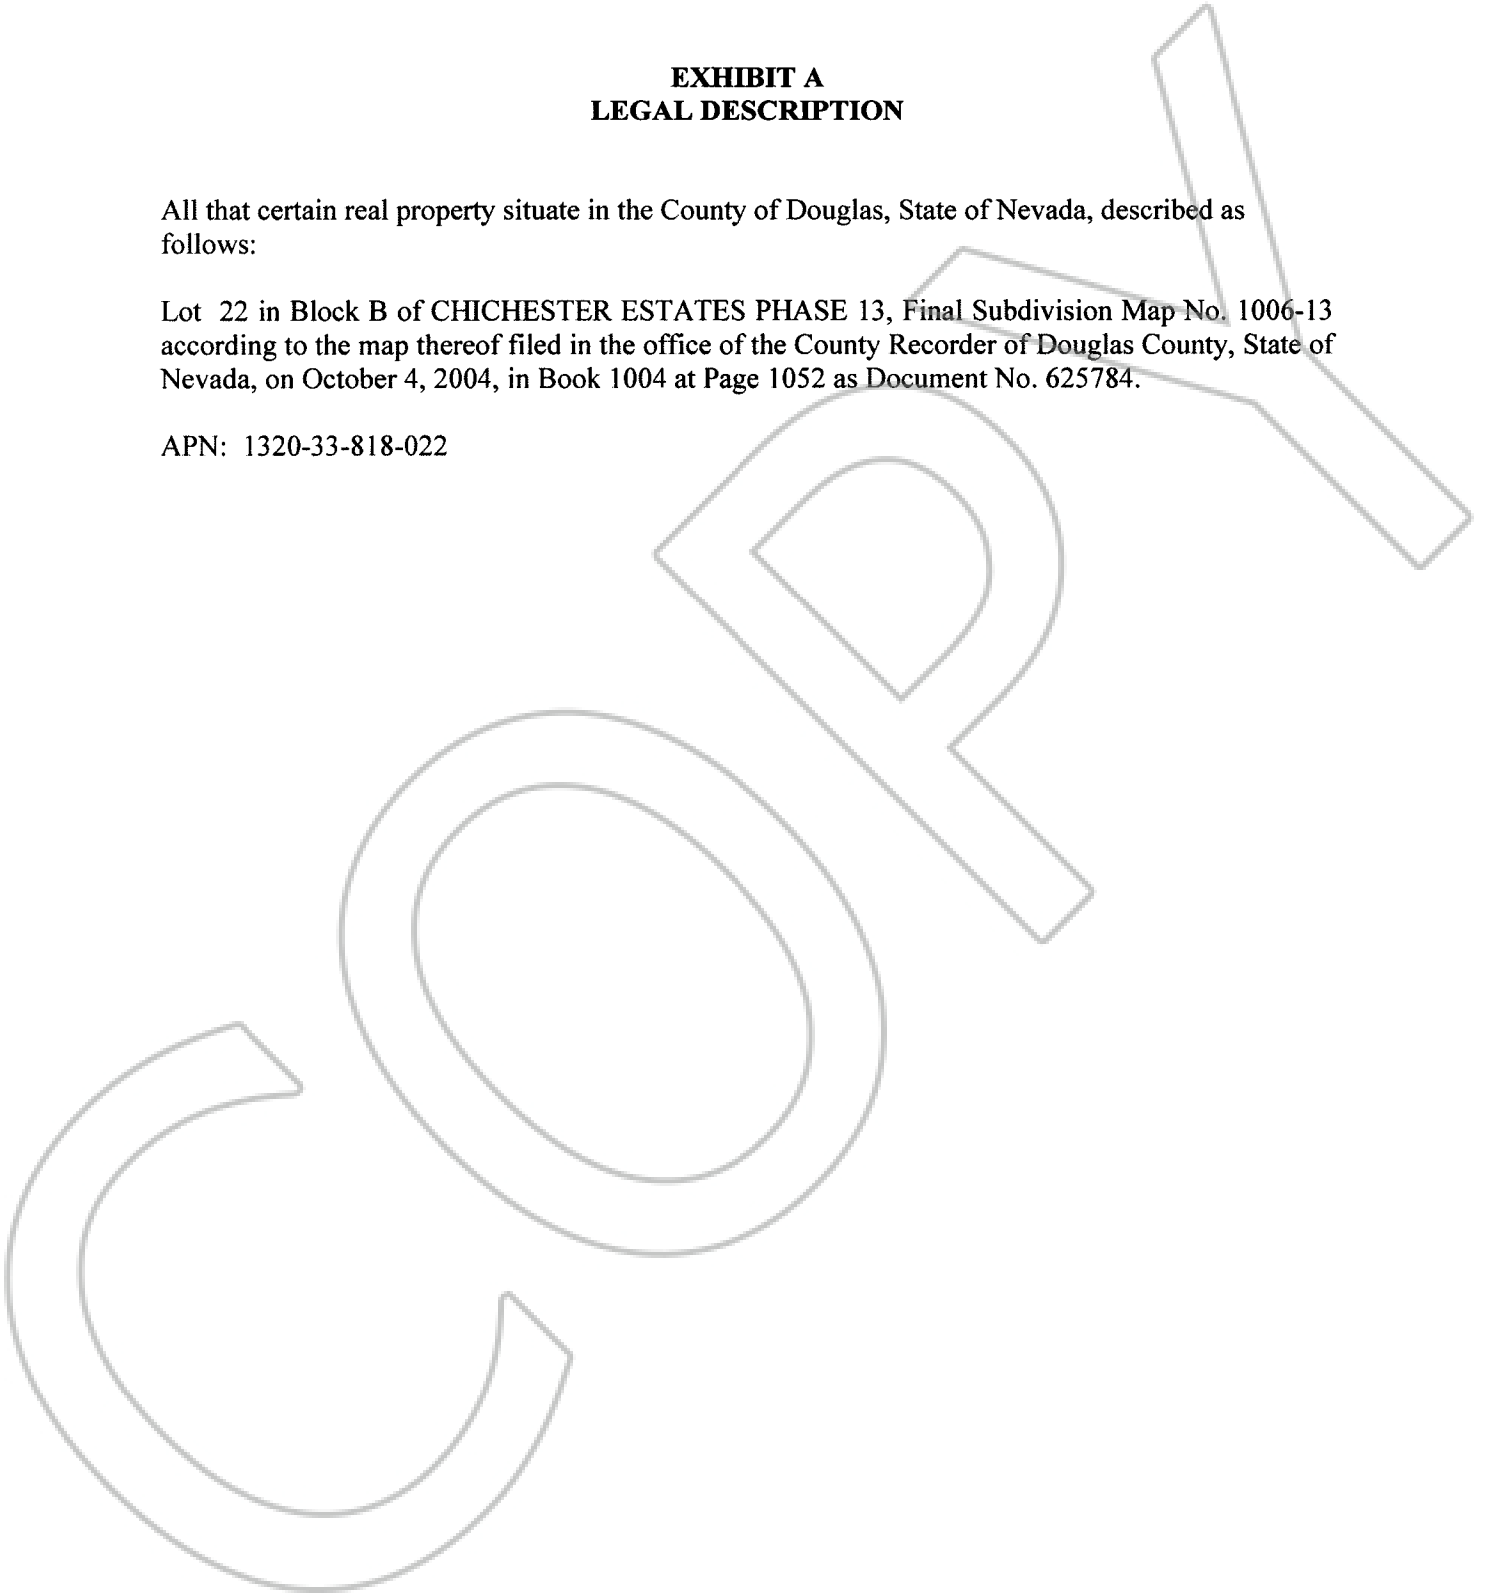 EXHIBIT A
LEGAL DESCRIPTION
All that certain real property situate in the County of Douglas, State of Nevada, described as
follows:
Lot 22 in Block B of CHICHESTER ESTATES PHASE 13, Final Subdivision Map No. 1006-13
according to the map thereof filed in the office of the County Recorder of Douglas County, State of
Nevada, on October 4, 2004, in Book 1004 at Page 1052 as Document No. 625784.
APN: 1320-33-818-022
COPY